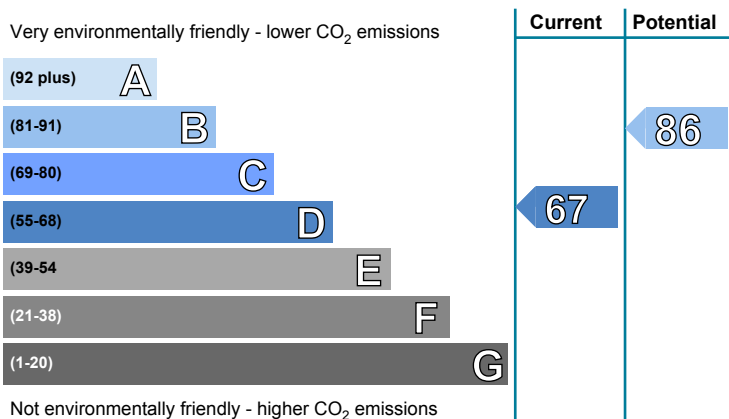 Current Potential
Very environmentally friendly - lower CO₂ emissions
(92 plus) A
(81-91) B 86
(69-80) C
(55-68) D 67
(39-54 E
(21-38) F
(1-20) G
Not environmentally friendly - higher CO₂ emissions